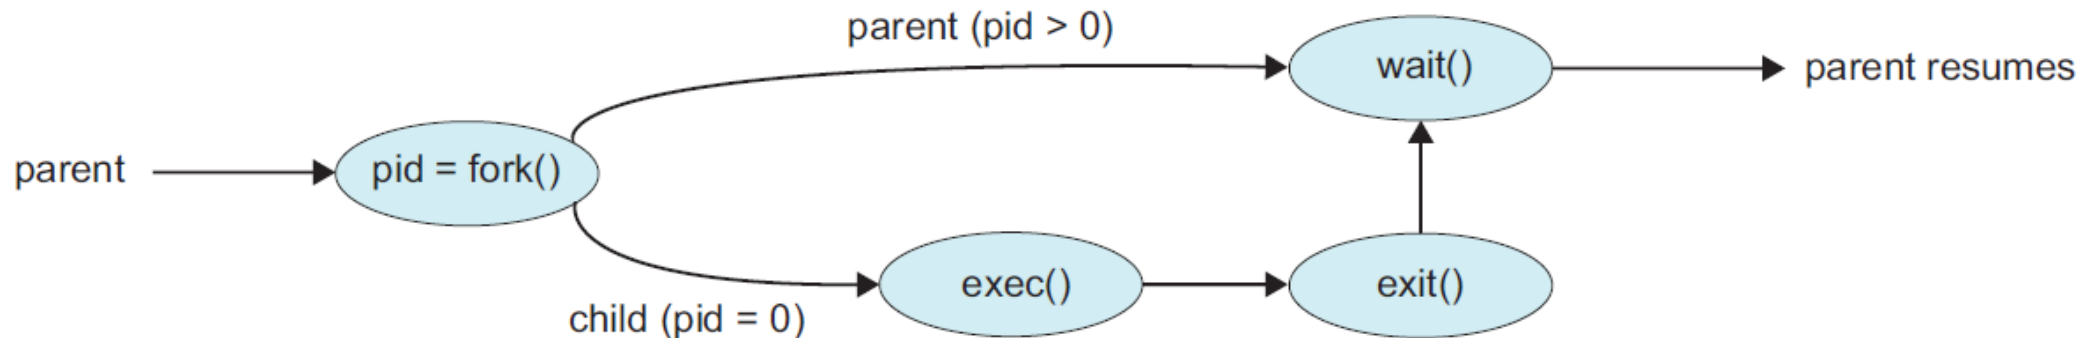 parent (pid > 0)
wait()
parent resumes
parent
pid = fork()
exec()
exit()
child (pid = 0)